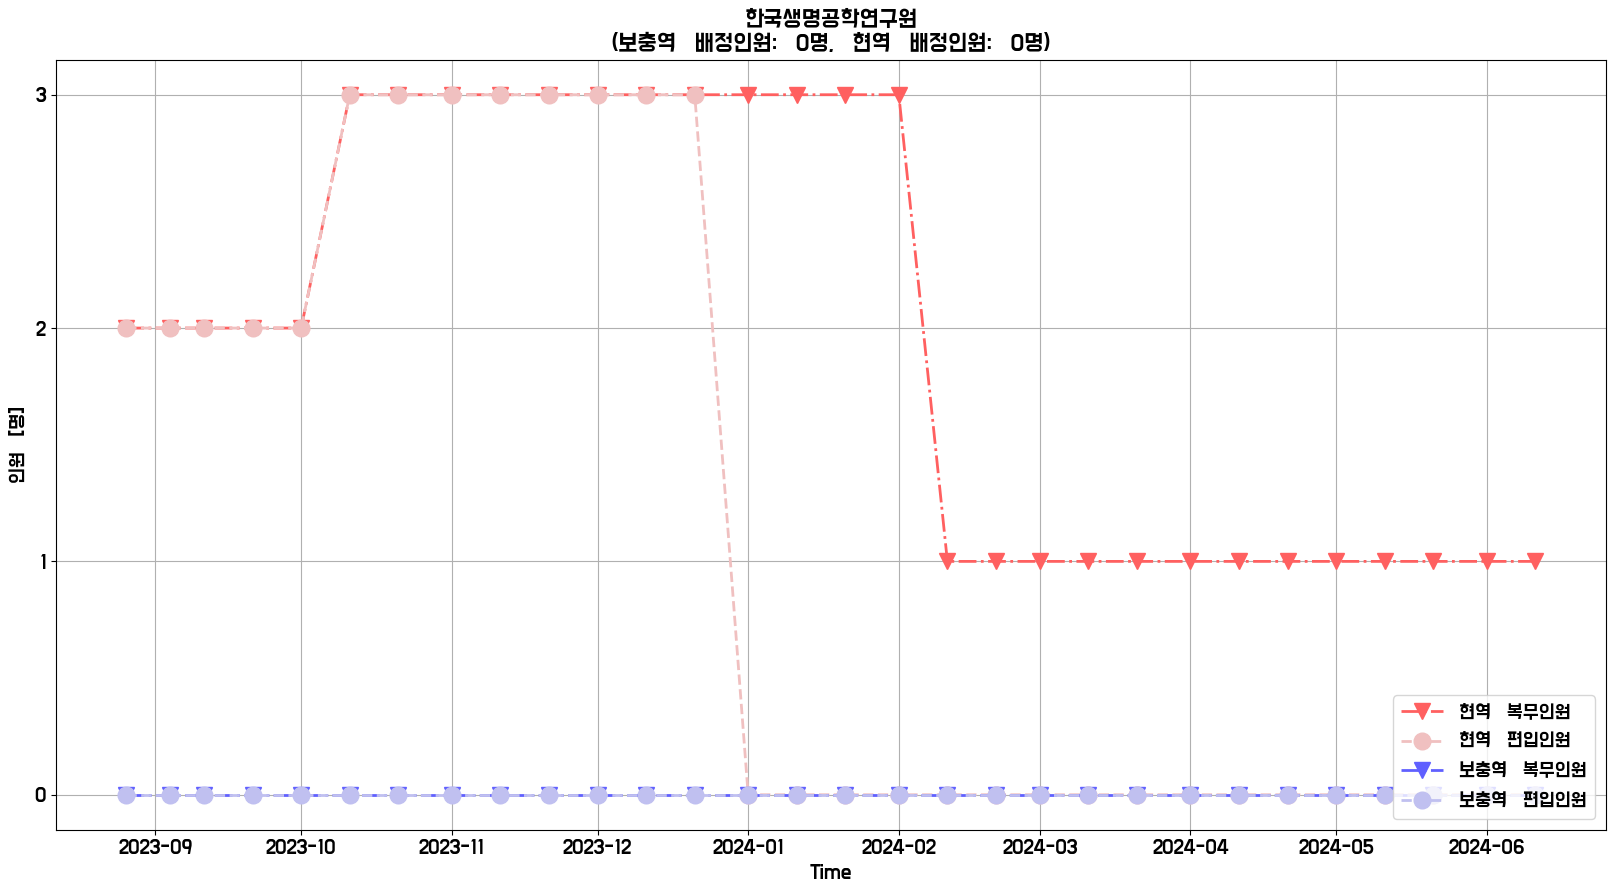 한국생명공학연구원
(보충역 배정인원: 0명, 현역 배정인원: 0명)
3
2
1
0
인원 [명]
2023-09
2023-10
2023-11
2023-12
2024-01
2024-02
2024-03
2024-04
2024-05
2024-06
Time
현역 복무인원
현역 편입인원
보충역 복무인원
보충역 편입인원